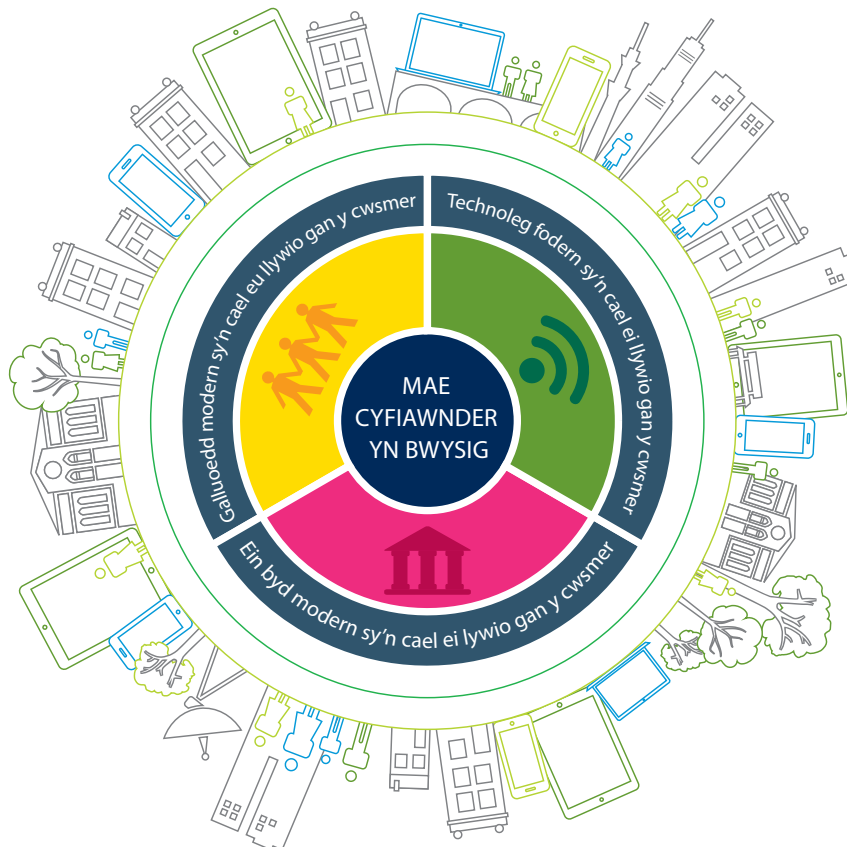 MAE
CYFIAWNDER
YN BWYSIG
Galluoedd modern sy'n cael eu llywio gan y cwsmer
Technoleg fodern sy'n cael ei llywio gan y cwsmer
Ein byd modern sy'n cael ei lywio gan y cwsmer